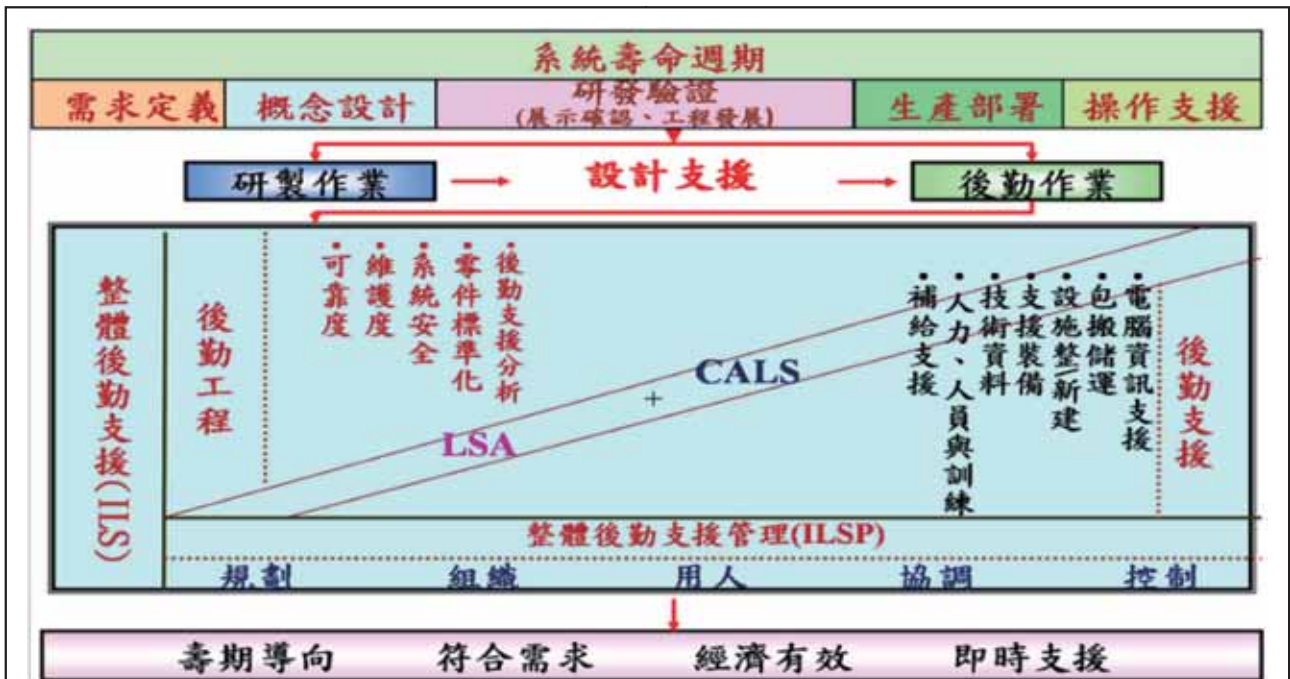 系統壽命週期
需求定義
概念設計
研發驗證
(展示確認、工程發展)
生產部署
操作支援
研製作業
設計支援
後勤作業
整體後勤支援(ILS)
後勤工程
•可靠度
•維護度
•系統安全
•零件標準化
•後勤支援分析
LSA
+
CALS
•補給支援
•人力、人員與訓練
•技術資料
•支援裝備
•設施整/新建
•包搬儲運
•電腦資訊支援
後勤支援
整體後勤支援管理(ILSP)
規劃
組織
用人
協調
控制
壽期導向
符合需求
經濟有效
即時支援